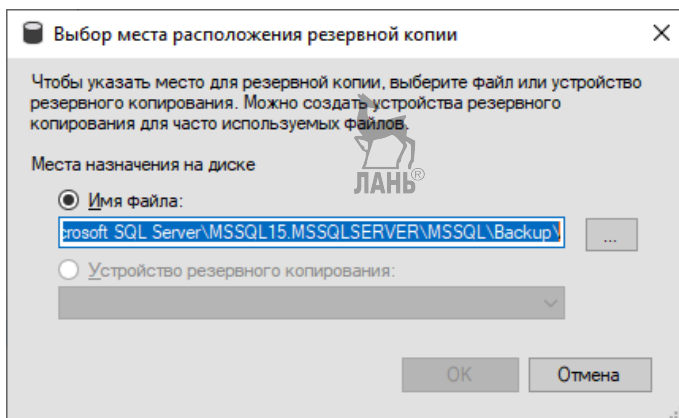 Выбор места расположения резервной копии
Чтобы указать место для резервной копии, выберите файл или устройство
резервного копирования. Можно создать устройства резервного
копирования для часто используемых файлов.
Места назначения на диске
ЛАНЬ®
Имя файла:
crosoft SQL Server\MSSQL15.MSSQLSERVER\MSSQL\Backup\
...
Устройство резервного копирования:
OK
Отмена